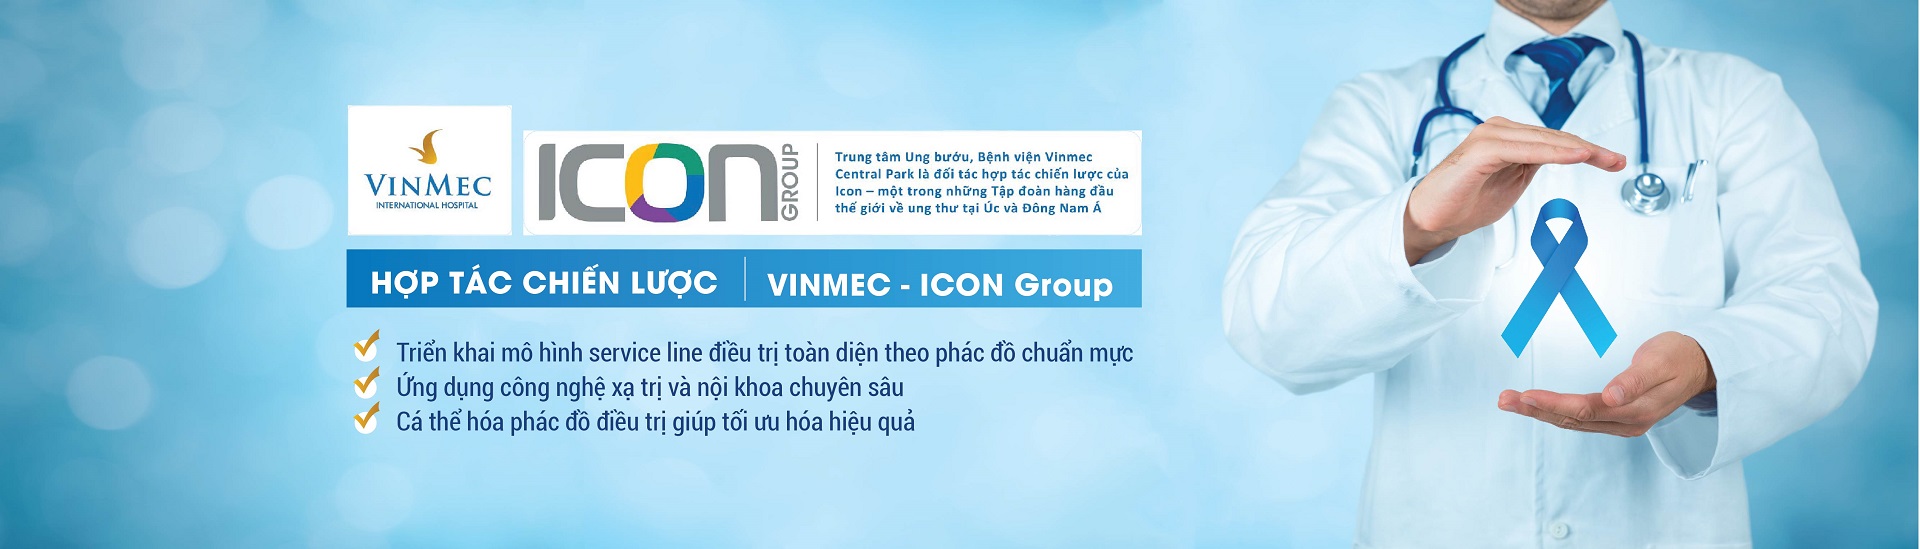 VINMEC
INTERNATIONAL HOSPITAL
ICON GROUP
Trung tâm Ung bướu, Bệnh viện Vinmec
Central Park là đối tác hợp tác chiến lược của
Icon – một trong những Tập đoàn hàng đầu
thế giới về ung thư tại Úc và Đông Nam Á
HỢP TÁC CHIẾN LƯỢC | VINMEC - ICON Group
Triển khai mô hình service line điều trị toàn diện theo phác đồ chuẩn mực
Ứng dụng công nghệ xạ trị và nội khoa chuyên sâu
Cá thể hóa phác đồ điều trị giúp tối ưu hóa hiệu quả